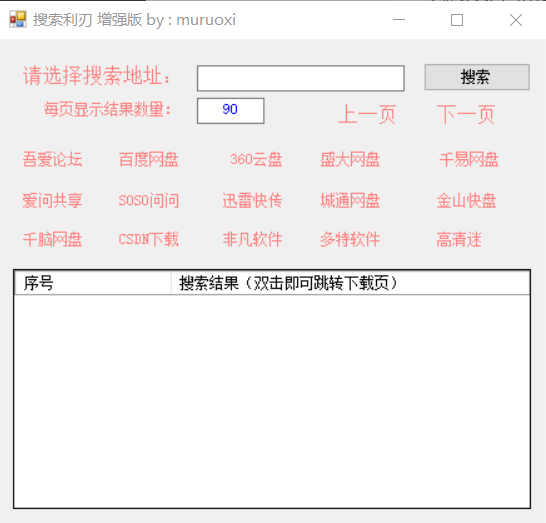 搜索利刃 增强版 by : muruoxi
请选择搜索地址： 搜索
每页显示结果数量： 90 上一页 下一页
吾爱论坛 百度网盘 360云盘 盛大网盘 千易网盘
爱问共享 SOSO问问 迅雷快传 城通网盘 金山快盘
千脑网盘 CSDN下载 非凡软件 多特软件 高清迷
序号 搜索结果（双击即可跳转下载页）